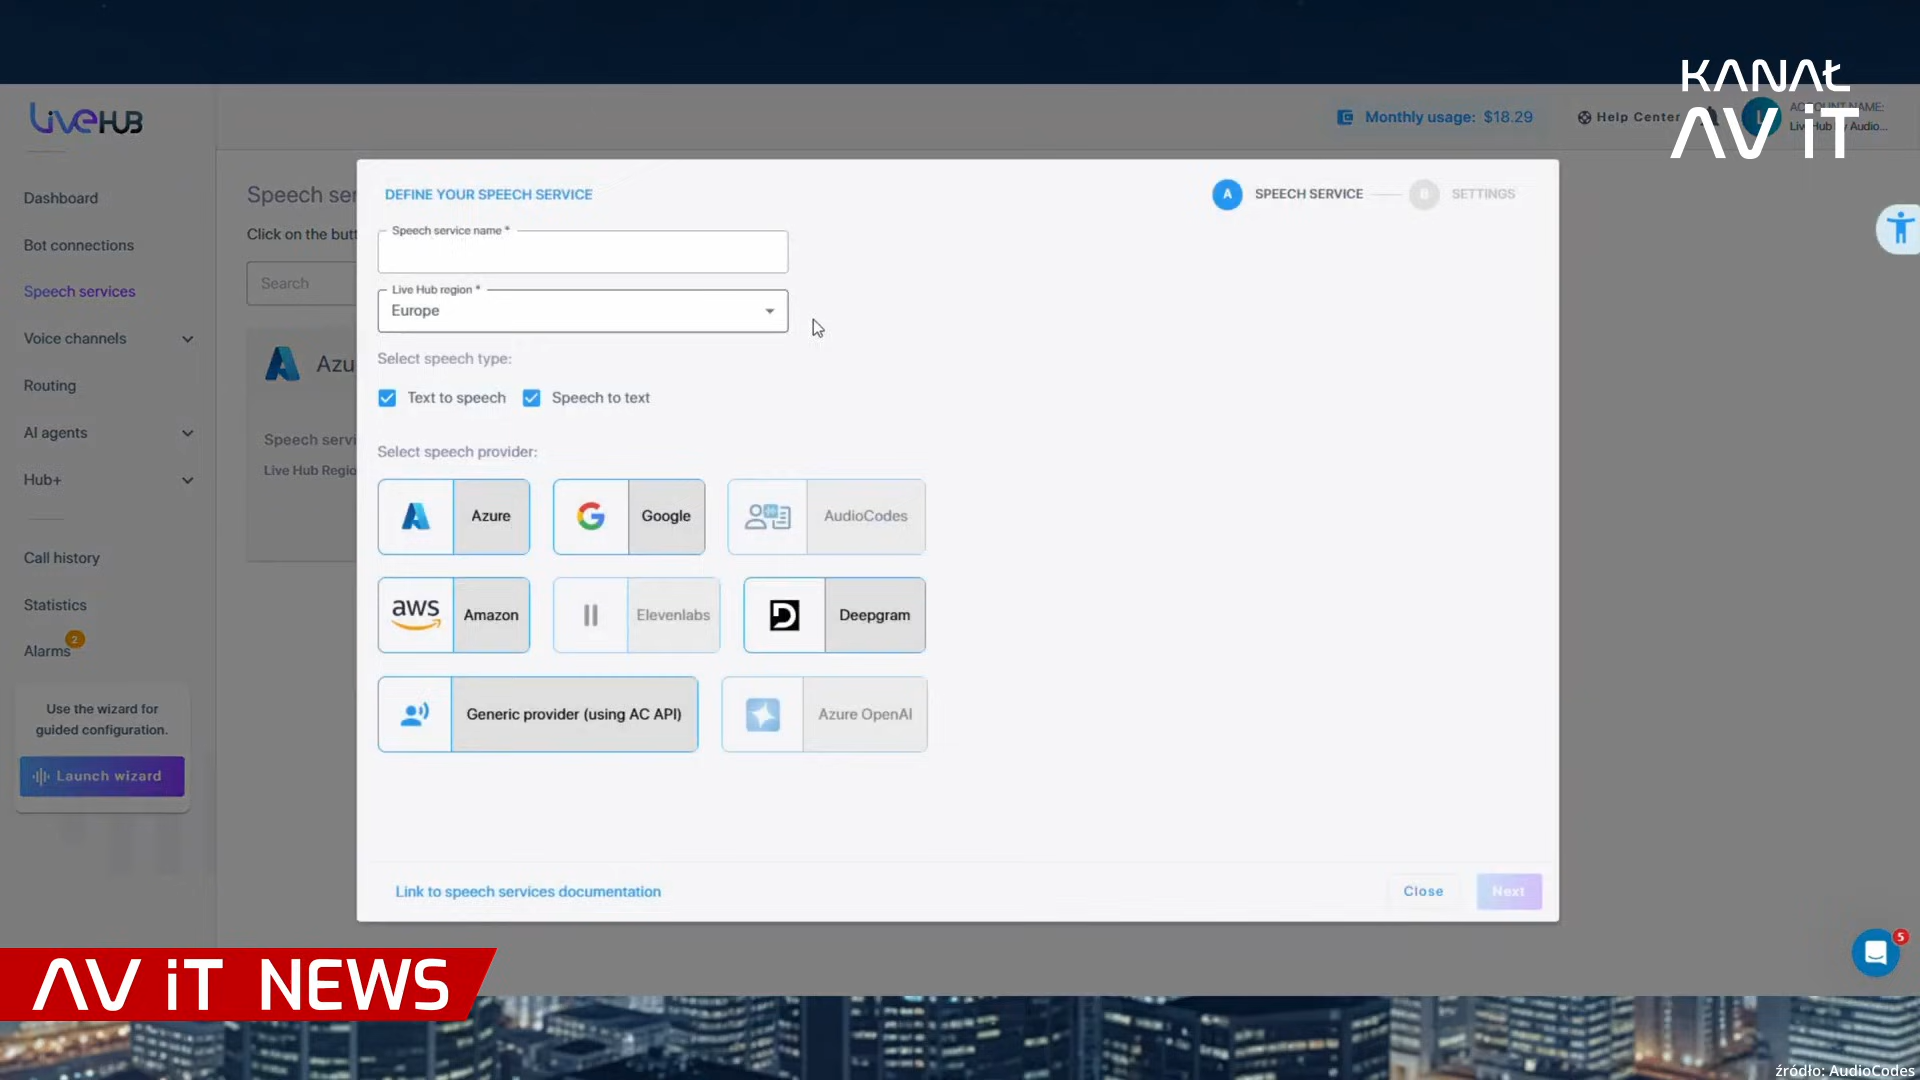 KANAŁ
AV iT
LiveHUB
Monthly usage: $18.29
Help Center
ACCOUNT NAME:
Dashboard
Bot connections
Speech services
Voice channels
Routing
AI agents
Hub+
Call history
Statistics
Alarms
2
Use the wizard for
guided configuration.
Launch wizard
Speech ser
Click on the butt
Search
Azu
Speech servi
Live Hub Regio
DEFINE YOUR SPEECH SERVICE
A SPEECH SERVICE
B SETTINGS
Speech service name *
Live Hub region *
Europe
Select speech type:
Text to speech
Speech to text
Select speech provider:
Azure
Google
AudioCodes
aws
Amazon
Elevenlabs
Deepgram
Generic provider (using AC API)
Azure OpenAI
Link to speech services documentation
Close
Next
5
AV iT NEWS
źródło: AudioCodes